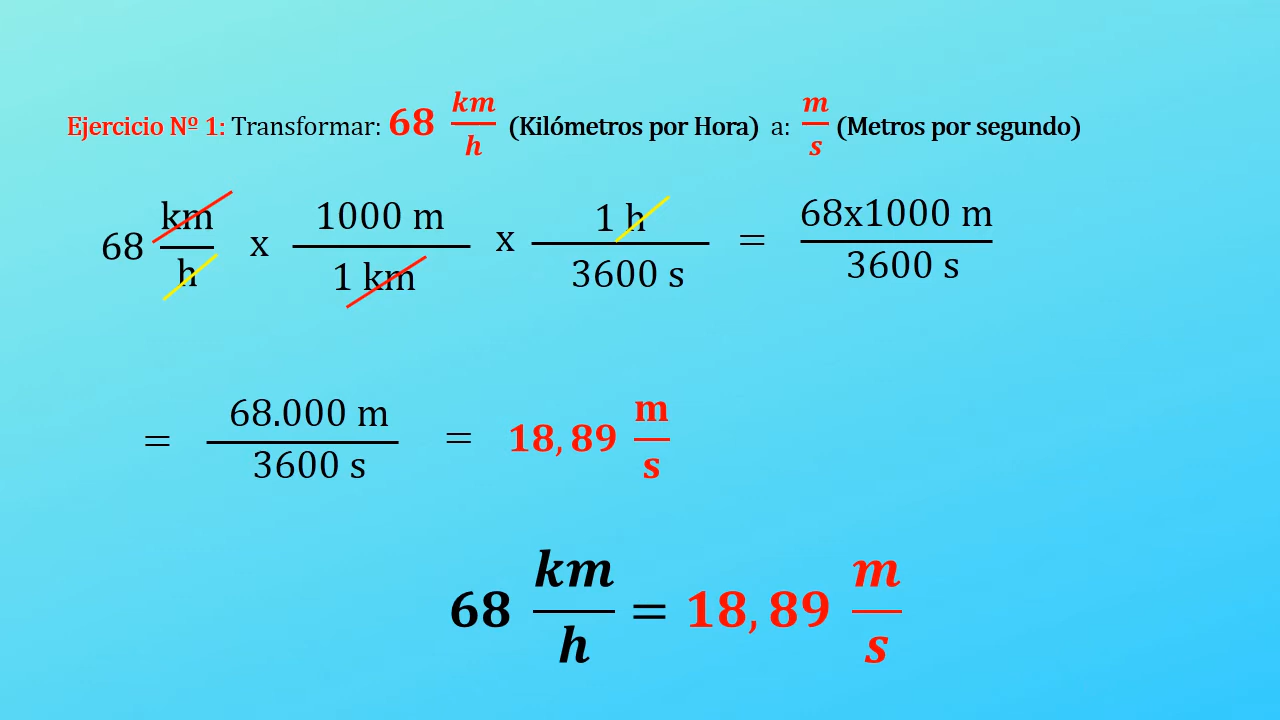 Ejercicio Nº 1: Transformar: 68 km/h (Kilómetros por Hora) a: m/s (Metros por segundo)
68 km/h x 1000 m/1 km x 1 h/3600 s = 68x1000 m/3600 s
= 68.000 m/3600 s = 18,89 m/s
68 km/h = 18,89 m/s